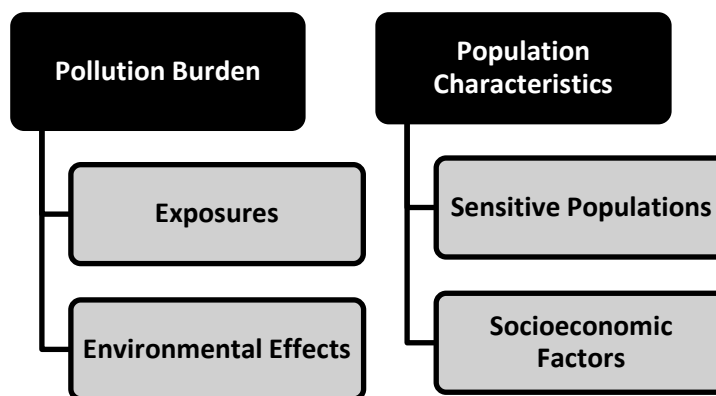 Pollution Burden
Exposures
Environmental Effects
Population
Characteristics
Sensitive Populations
Socioeconomic
Factors